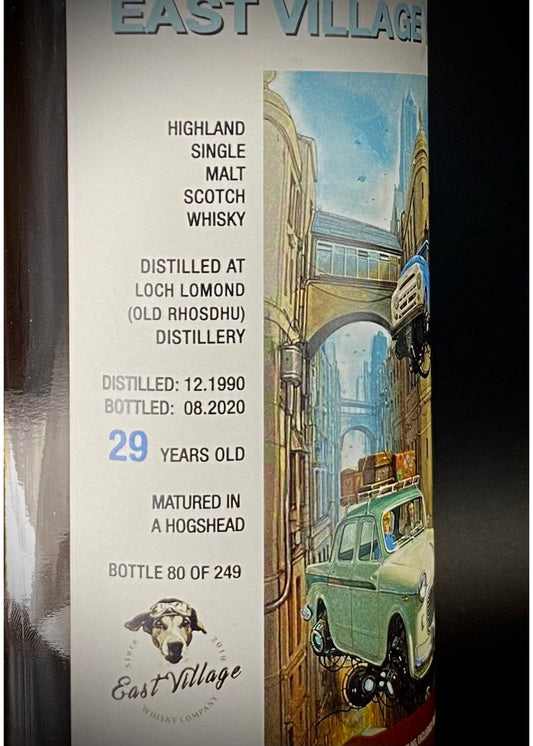 EAST VILLAGE
HIGHLAND
SINGLE
MALT
SCOTCH
WHISKY
DISTILLED AT
LOCH LOMOND
(OLD RHOSDHU)
DISTILLERY
DISTILLED: 12.1990
BOTTLED: 08.2020
29 YEARS OLD
MATURED IN
A HOGSHEAD
BOTTLE 80 OF 249
SINCE 2018
East Village
WHISKY COMPANY